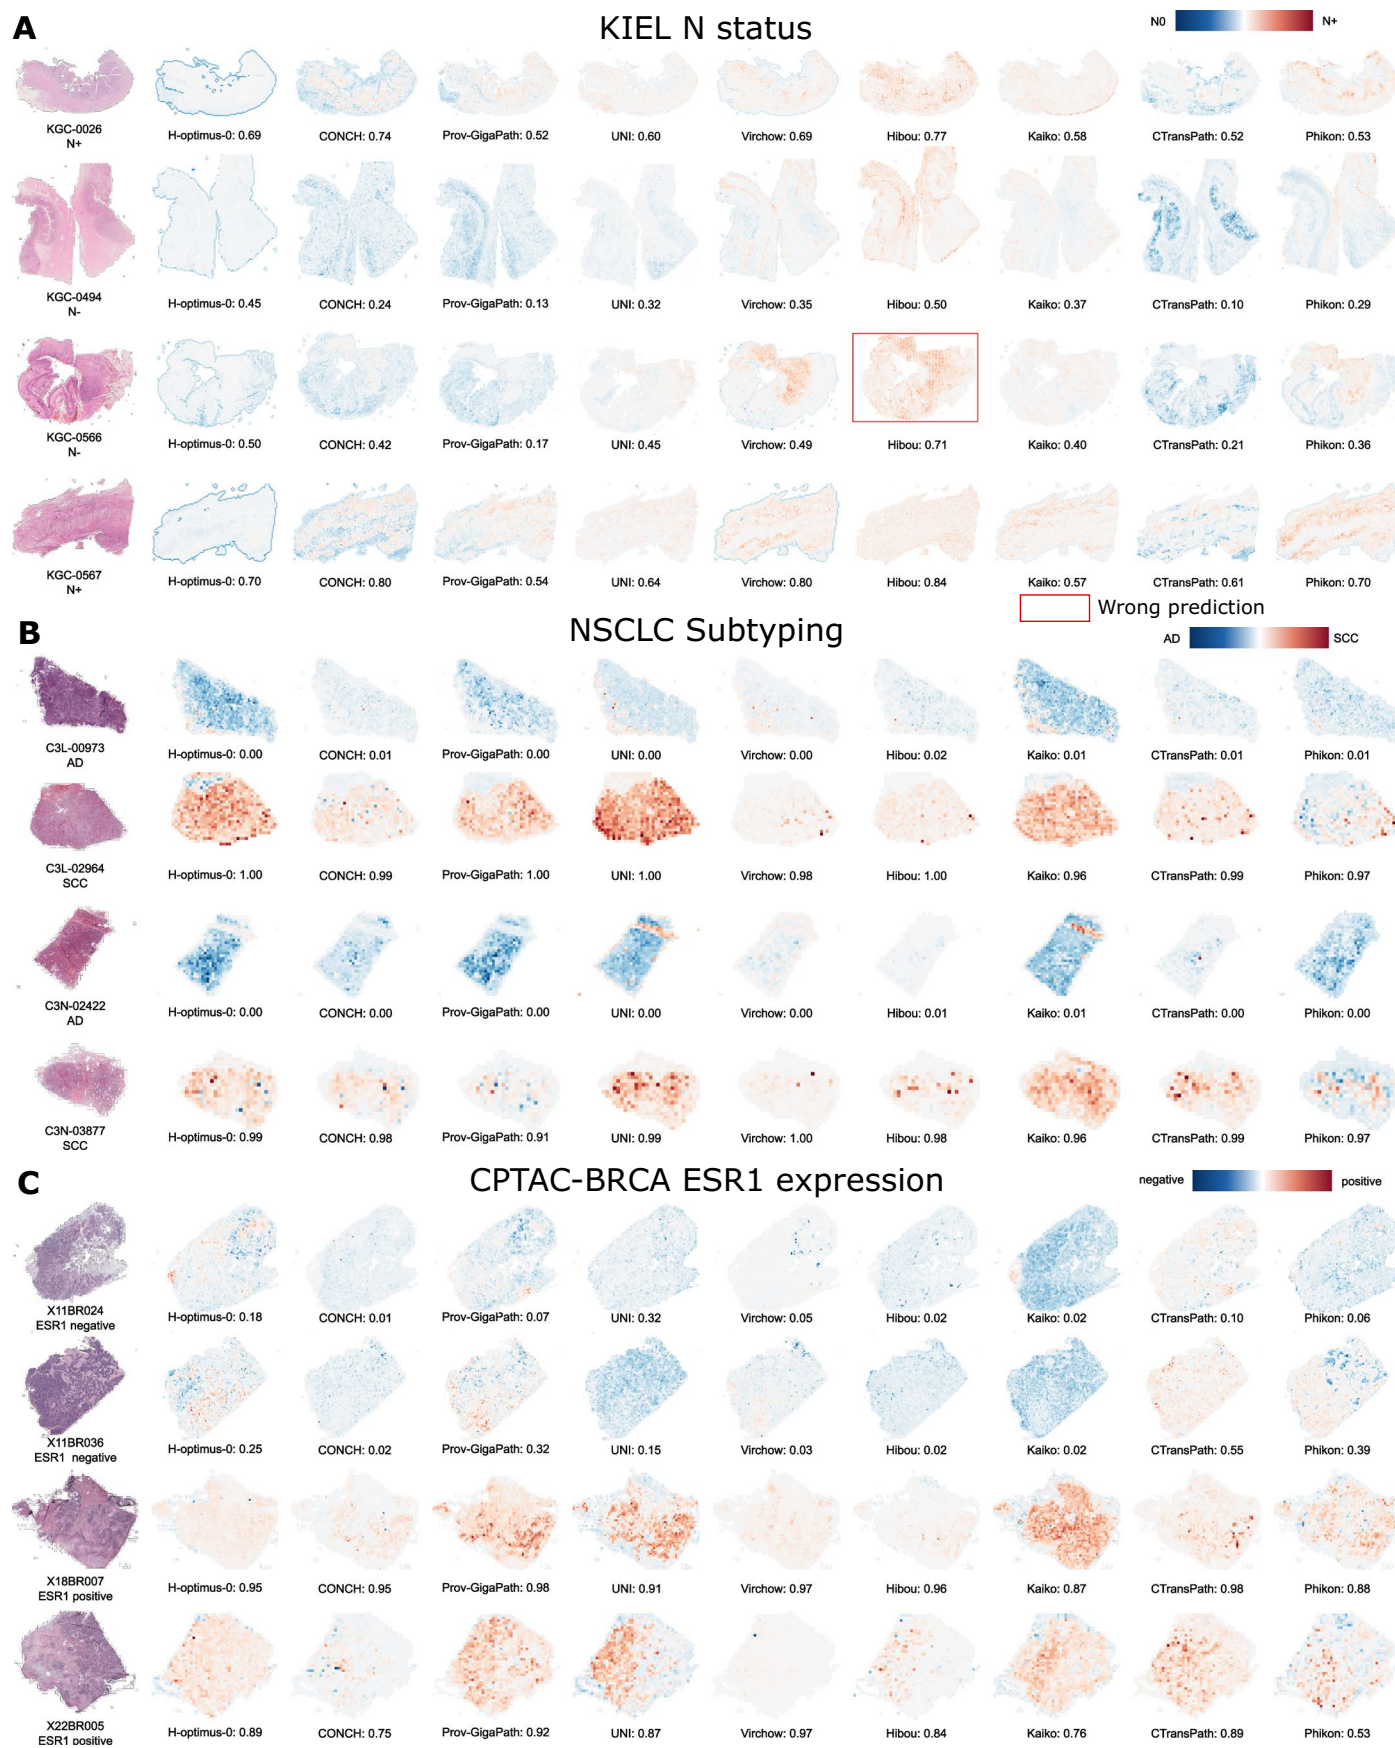 A
KIEL N status
N0 N+
KGC-0026
N+
H-optimus-0: 0.69 CONCH: 0.74 Prov-GigaPath: 0.52 UNI: 0.60 Virchow: 0.69 Hibou: 0.77 Kaiko: 0.58 CTransPath: 0.52 Phikon: 0.53
KGC-0494
N-
H-optimus-0: 0.45 CONCH: 0.24 Prov-GigaPath: 0.13 UNI: 0.32 Virchow: 0.35 Hibou: 0.50 Kaiko: 0.37 CTransPath: 0.10 Phikon: 0.29
KGC-0566
N-
H-optimus-0: 0.50 CONCH: 0.42 Prov-GigaPath: 0.17 UNI: 0.45 Virchow: 0.49 Hibou: 0.71 Kaiko: 0.40 CTransPath: 0.21 Phikon: 0.36
KGC-0567
N+
H-optimus-0: 0.70 CONCH: 0.80 Prov-GigaPath: 0.54 UNI: 0.64 Virchow: 0.80 Hibou: 0.84 Kaiko: 0.57 CTransPath: 0.61 Phikon: 0.70
Wrong prediction
B
NSCLC Subtyping
AD SCC
C3L-00973
AD
H-optimus-0: 0.00 CONCH: 0.01 Prov-GigaPath: 0.00 UNI: 0.00 Virchow: 0.00 Hibou: 0.02 Kaiko: 0.01 CTransPath: 0.01 Phikon: 0.01
C3L-02964
SCC
H-optimus-0: 1.00 CONCH: 0.99 Prov-GigaPath: 1.00 UNI: 1.00 Virchow: 0.98 Hibou: 1.00 Kaiko: 0.96 CTransPath: 0.99 Phikon: 0.97
C3N-02422
AD
H-optimus-0: 0.00 CONCH: 0.00 Prov-GigaPath: 0.00 UNI: 0.00 Virchow: 0.00 Hibou: 0.01 Kaiko: 0.01 CTransPath: 0.00 Phikon: 0.00
C3N-03877
SCC
H-optimus-0: 0.99 CONCH: 0.98 Prov-GigaPath: 0.91 UNI: 0.99 Virchow: 1.00 Hibou: 0.98 Kaiko: 0.96 CTransPath: 0.99 Phikon: 0.97
C
CPTAC-BRCA ESR1 expression
negative positive
X11BR024
ESR1 negative
H-optimus-0: 0.18 CONCH: 0.01 Prov-GigaPath: 0.07 UNI: 0.32 Virchow: 0.05 Hibou: 0.02 Kaiko: 0.02 CTransPath: 0.10 Phikon: 0.06
X11BR036
ESR1 negative
H-optimus-0: 0.25 CONCH: 0.02 Prov-GigaPath: 0.32 UNI: 0.15 Virchow: 0.03 Hibou: 0.02 Kaiko: 0.02 CTransPath: 0.55 Phikon: 0.39
X18BR007
ESR1 positive
H-optimus-0: 0.95 CONCH: 0.95 Prov-GigaPath: 0.98 UNI: 0.91 Virchow: 0.97 Hibou: 0.96 Kaiko: 0.87 CTransPath: 0.98 Phikon: 0.88
X22BR005
ESR1 positive
H-optimus-0: 0.89 CONCH: 0.75 Prov-GigaPath: 0.92 UNI: 0.87 Virchow: 0.97 Hibou: 0.84 Kaiko: 0.76 CTransPath: 0.89 Phikon: 0.53